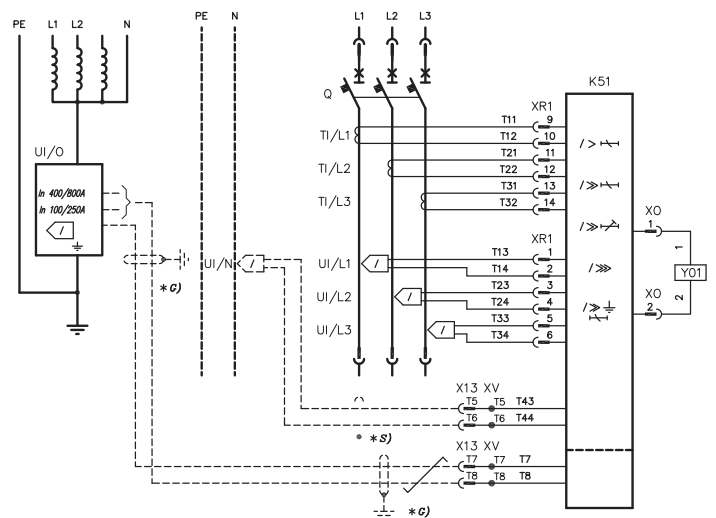 PE L1 L2 N
PE N
L1 L2 L3
Q
K51
XR1
T11 9
TI/L1 T12 10
T21 11
TI/L2 T22 12
T31 13
TI/L3 T32 14
UI/O
In 400/800A
In 100/250A
/
* G)
UI/N /
XR1
T13 1
UI/L1 / T14 2
T23 3
UI/L2 / T24 4
T33 5
UI/L3 / T34 6
/>
/≫
/≫
/⋙
/≫
XO
1
1
Y01
2
XO
2
X13 XV
T5 T5 T43
T6 T6 T44
* S)
X13 XV
T7 T7 T7
T8 T8 T8
* G)